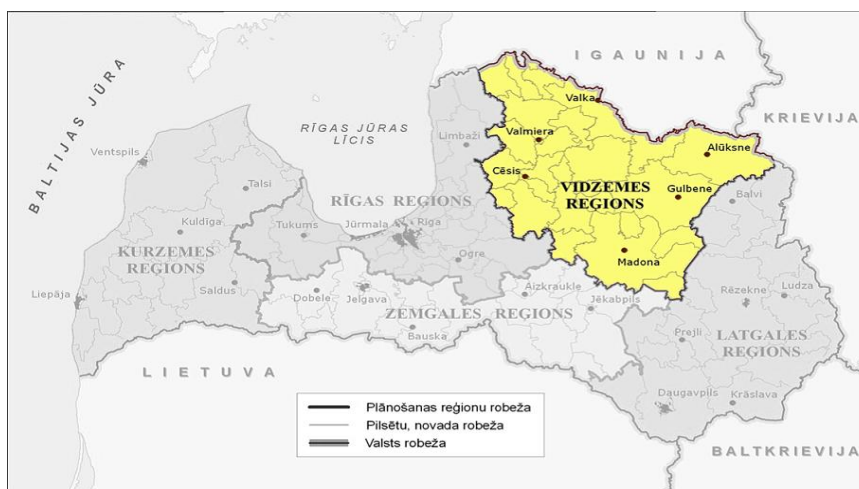 IGAUNIJA
BALTIJAS JŪRA
Valka
KRIEVIJA
RĪGAS JŪRAS
LĪCIS
Limbaži
Valmiera
Alūksne
Ventspils
Cēsis
Talsi
VIDZEMES
REGIONS
Gulbene
Balvi
RĪGAS REGIONS
Kuldīga
Tukums
Jūrmala
Rīga
KURZEMES
REGIONS
Ogre
Madona
Liepāja
Saldus
Dobele
Jelgava
Aizkraukle
Jēkabpils
Rēzekne
Ludza
ZEMGALES REGIONS
Bauska
Preiļi
LATGALES
REGIONS
LIETUVA
Daugavpils
Krāslava
Plānošanas reģionu robeža
Pilsētu, novada robeža
Valsts robeža
BALTKRIEVIJA